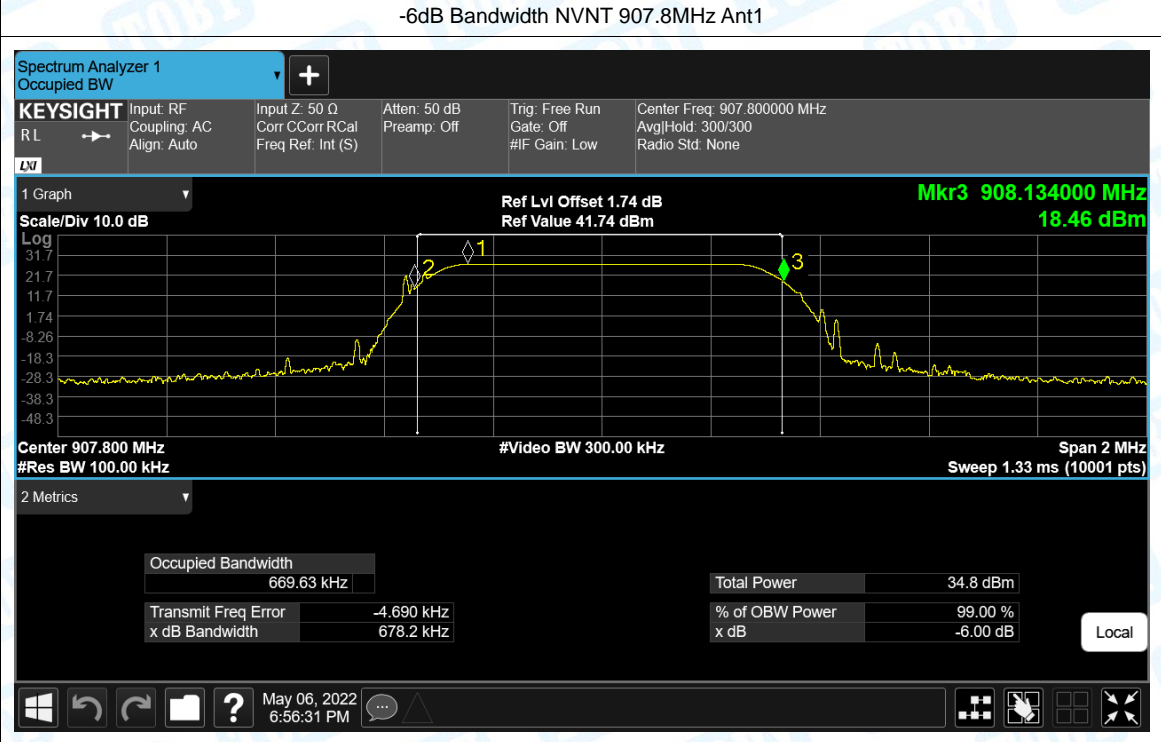 -6dB Bandwidth NVNT 907.8MHz Ant1
Spectrum Analyzer 1
Occupied BW
+
KEYSIGHT
R L
LXI
Input: RF
Coupling: AC
Align: Auto
Input Z: 50 Ω
Corr CCorr RCal
Freq Ref: Int (S)
Atten: 50 dB
Preamp: Off
Trig: Free Run
Gate: Off
#IF Gain: Low
Center Freq: 907.800000 MHz
Avg|Hold: 300/300
Radio Std: None
1 Graph
Scale/Div 10.0 dB
Ref Lvl Offset 1.74 dB
Ref Value 41.74 dBm
Mkr3 908.134000 MHz
18.46 dBm
Log
31.7
21.7
11.7
1.74
-8.26
-18.3
-28.3
-38.3
-48.3
1
2
3
Center 907.800 MHz
#Res BW 100.00 kHz
#Video BW 300.00 kHz
Span 2 MHz
Sweep 1.33 ms (10001 pts)
2 Metrics
Occupied Bandwidth
669.63 kHz
Transmit Freq Error -4.690 kHz
x dB Bandwidth 678.2 kHz
Total Power 34.8 dBm
% of OBW Power 99.00 %
x dB -6.00 dB
Local
?
May 06, 2022
6:56:31 PM